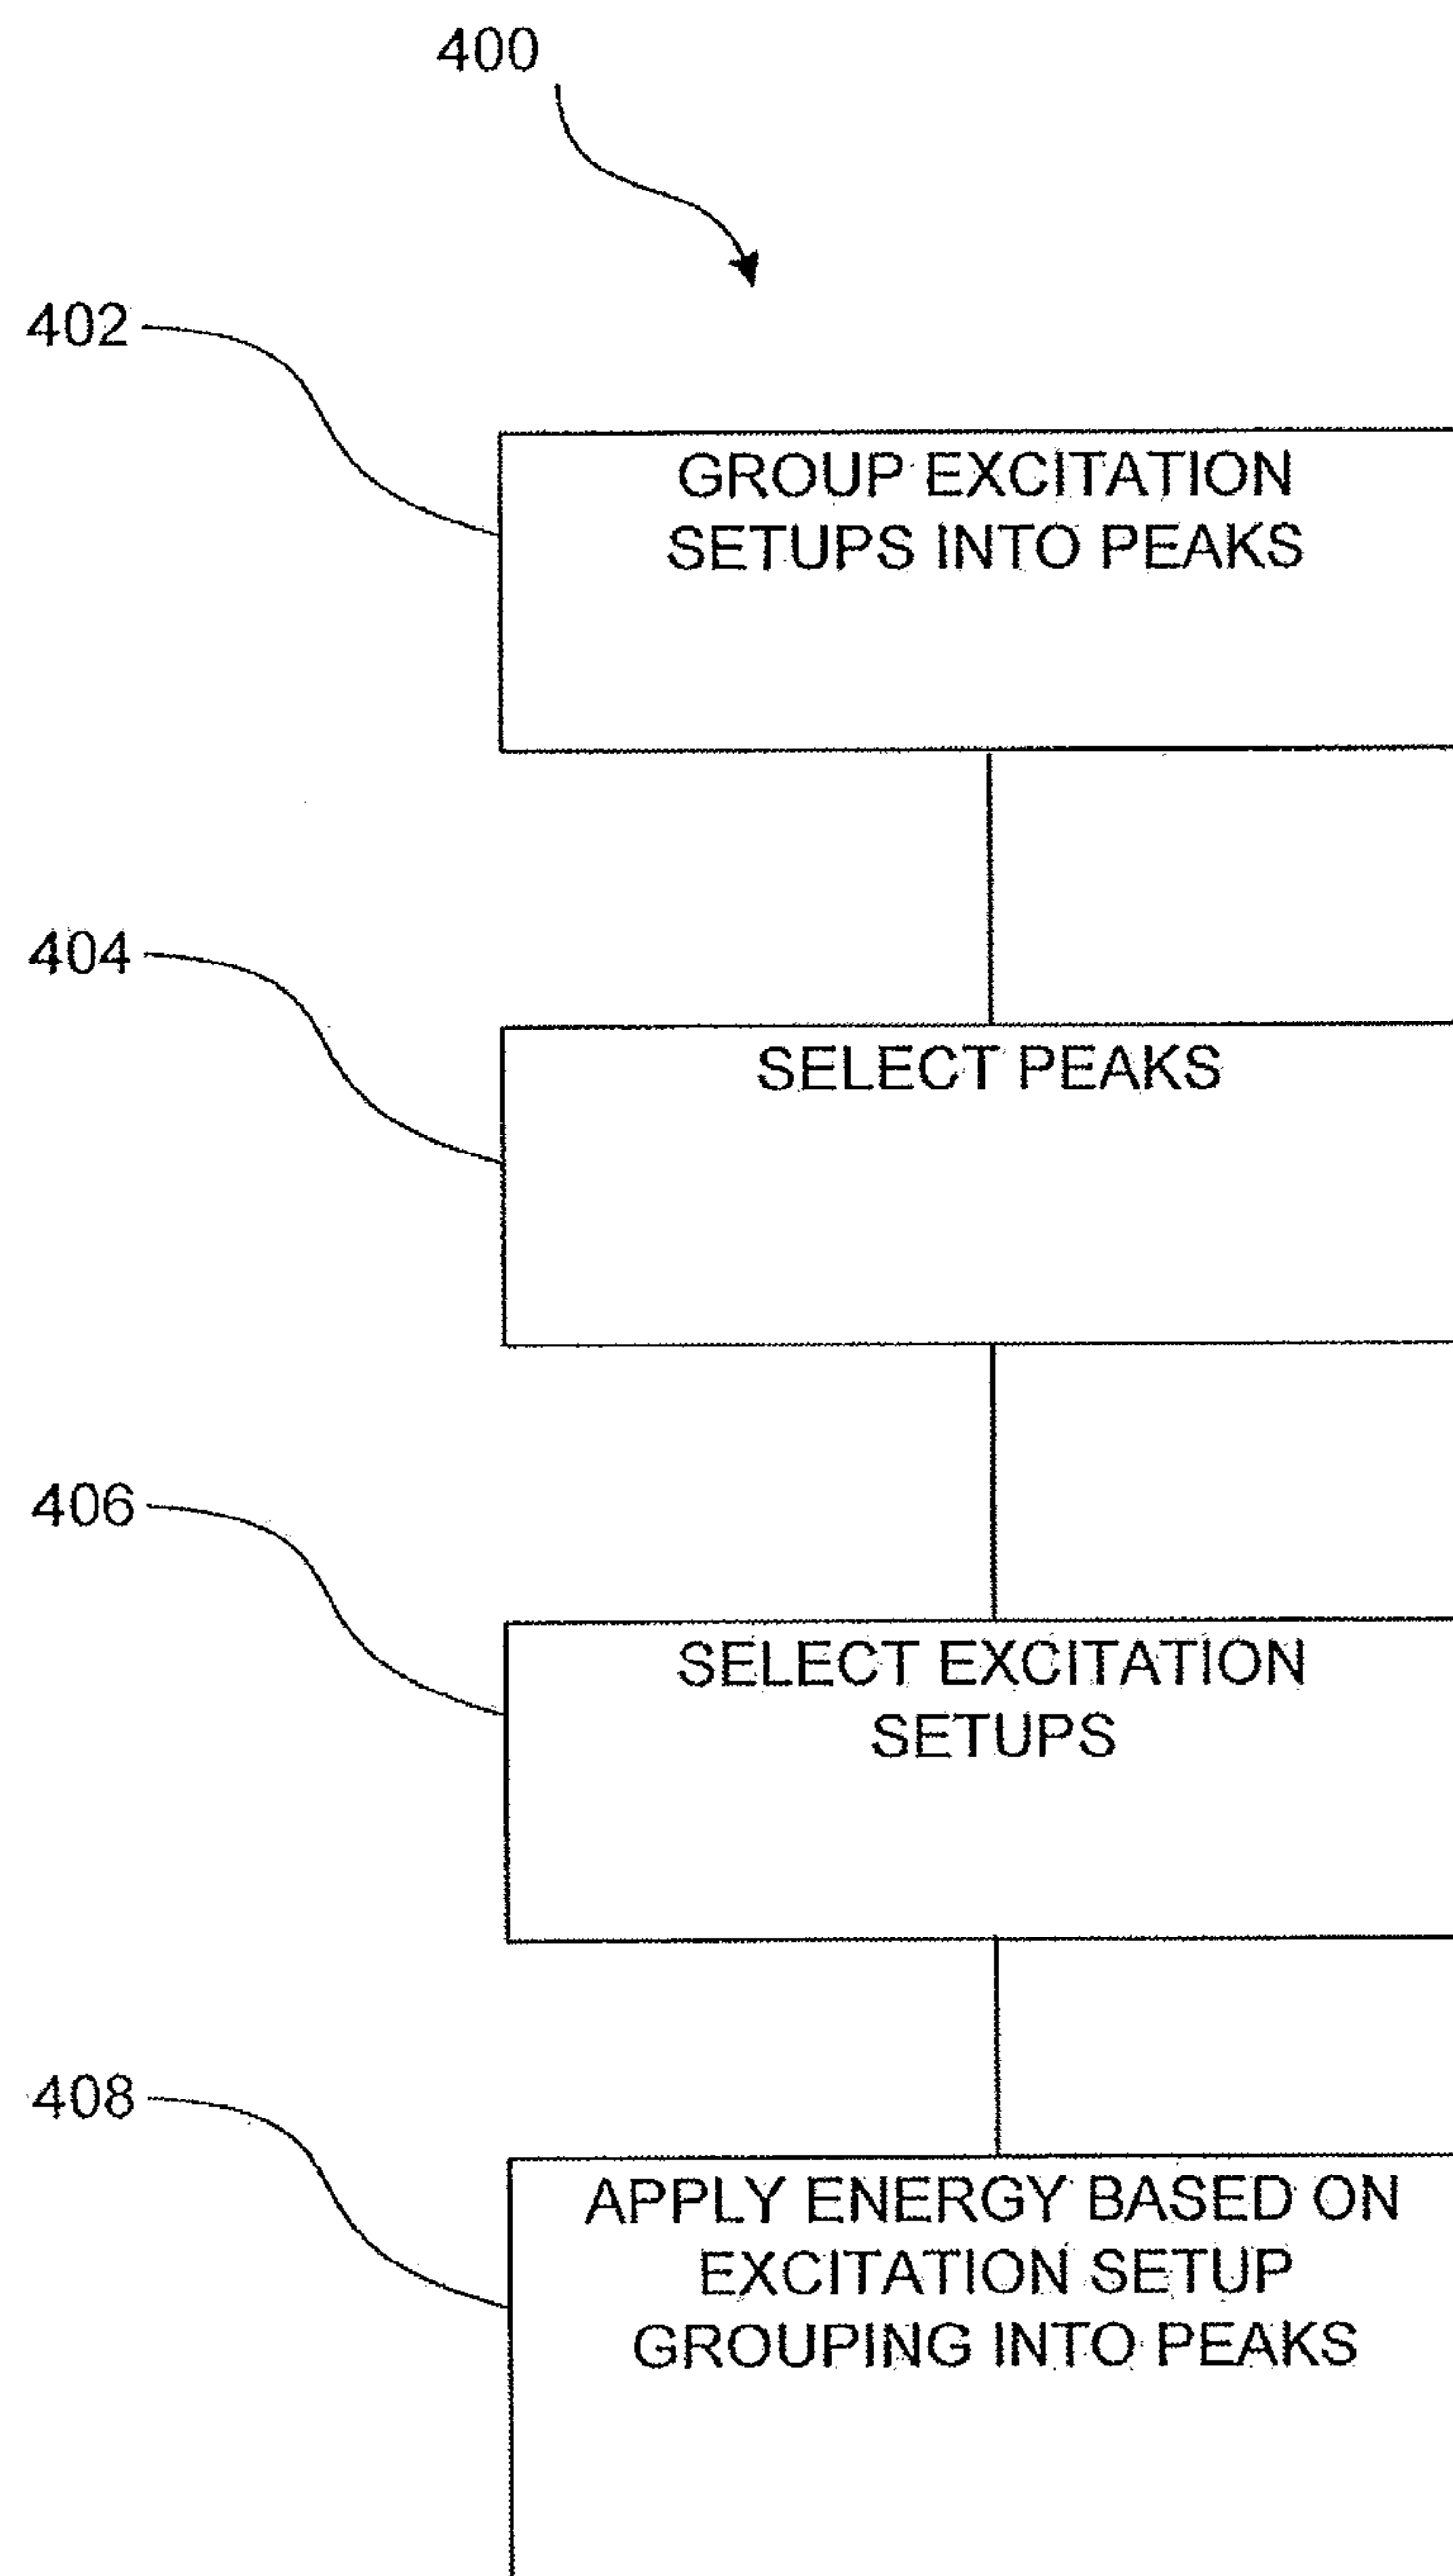 400
402
GROUP EXCITATION
SETUPS INTO PEAKS
404
SELECT PEAKS
406
SELECT EXCITATION
SETUPS
408
APPLY ENERGY BASED ON
EXCITATION SETUP
GROUPING INTO PEAKS